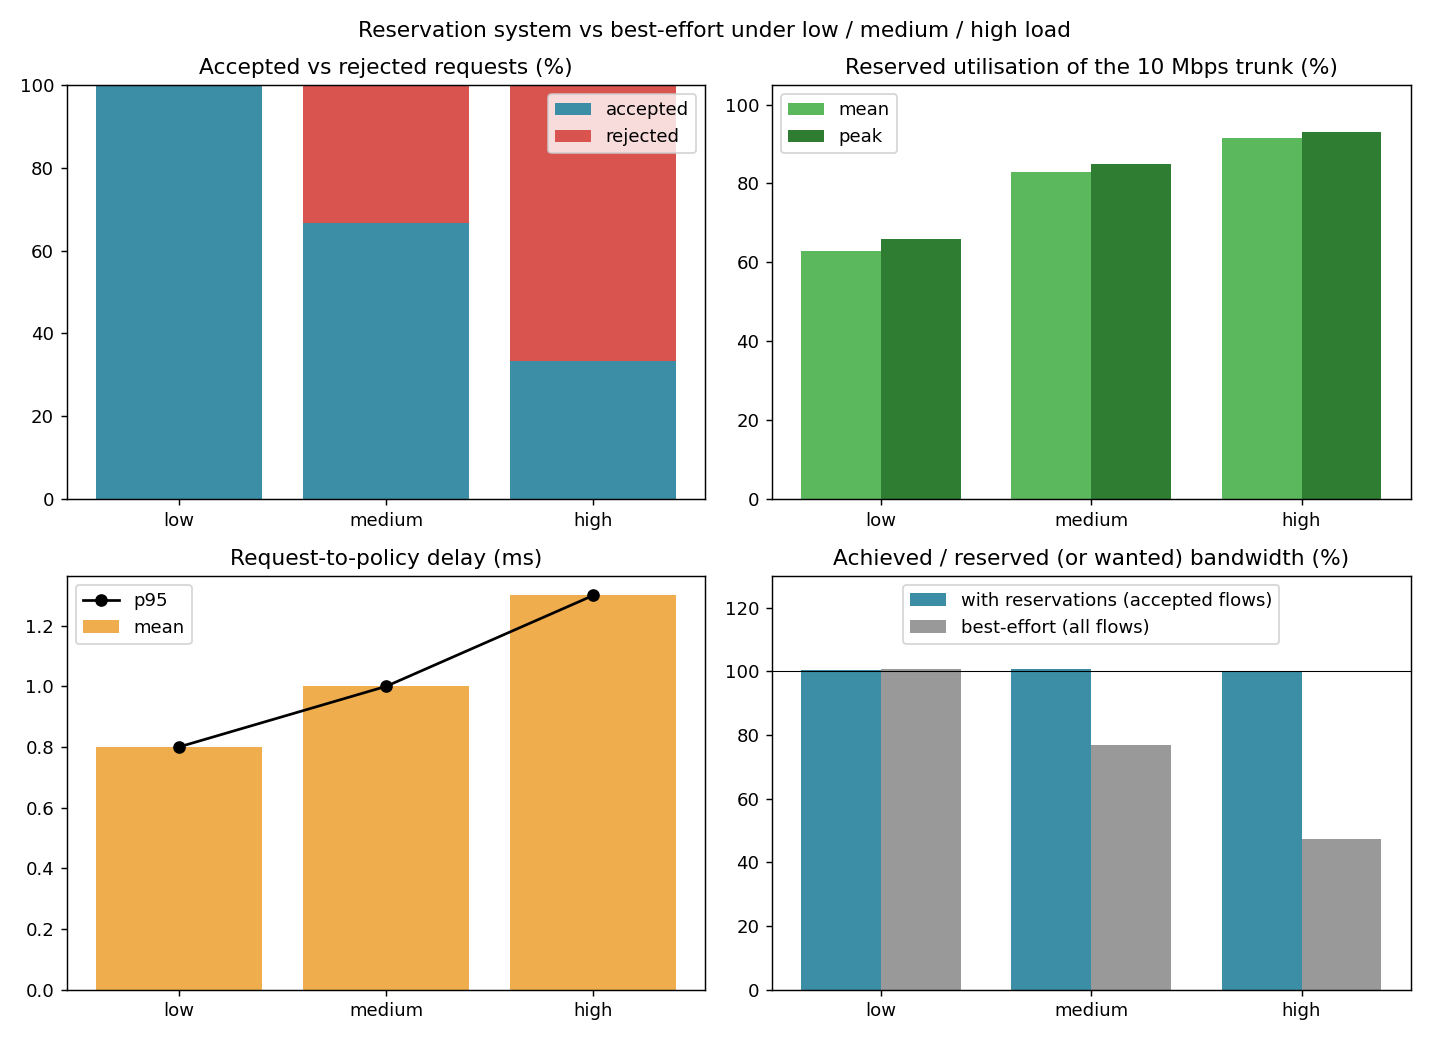 Reservation system vs best-effort under low / medium / high load
Accepted vs rejected requests (%)
100
80
60
40
20
0
accepted
rejected
low
medium
high
Reserved utilisation of the 10 Mbps trunk (%)
100
80
60
40
20
0
mean
peak
low
medium
high
Request-to-policy delay (ms)
1.2
1.0
0.8
0.6
0.4
0.2
0.0
p95
mean
low
medium
high
Achieved / reserved (or wanted) bandwidth (%)
120
100
80
60
40
20
0
with reservations (accepted flows)
best-effort (all flows)
low
medium
high